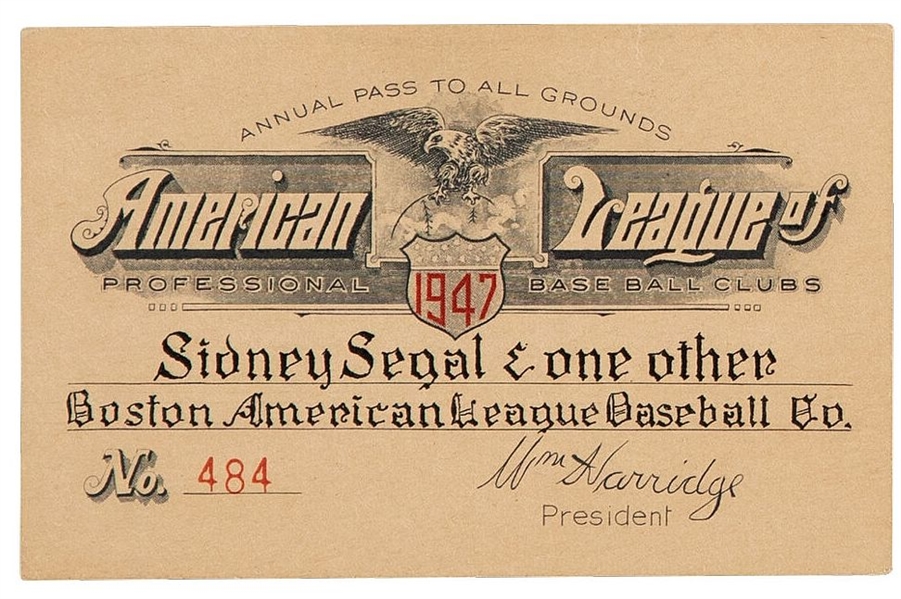 ANNUAL PASS TO ALL GROUNDS
American League of
PROFESSIONAL BASE BALL CLUBS
1947
Sidney Segal & one other
Boston American League Baseball Co.
No. 484
Wm Harridge
President